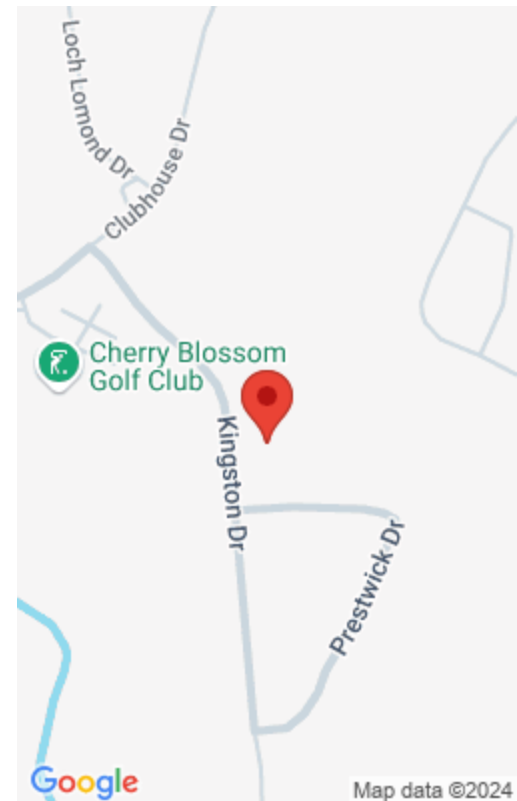 Loch Lomond Dr
Clubhouse Dr
Cherry Blossom
Golf Club
Kingston Dr
Prestwick Dr
Google
Map data ©2024